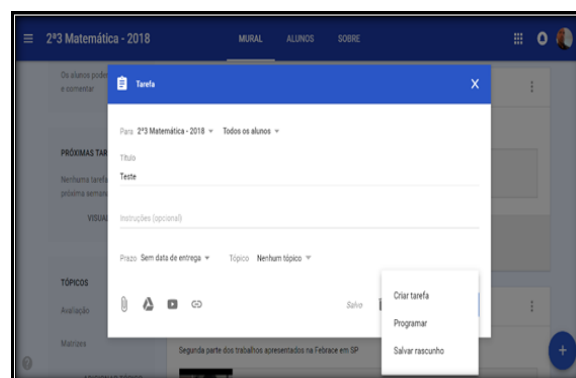 2ª3 Matemática - 2018
MURAL ALUNOS SOBRE
Os alunos pode
e comentar
Tarefa X
Para 2ª3 Matemática - 2018 Todos os alunos
PRÓXIMAS TAR
Título
Teste
Nenhuma tarefa
próxima semana
VISUA
Instruções (opcional)
Prazo Sem data de entrega Tópico Nenhum tópico
TÓPICOS
Avaliação
Salvo
Criar tarefa
Programar
Salvar rascunho
Matrizes
Segunda parte dos trabalhos apresentados na Febrace em SP